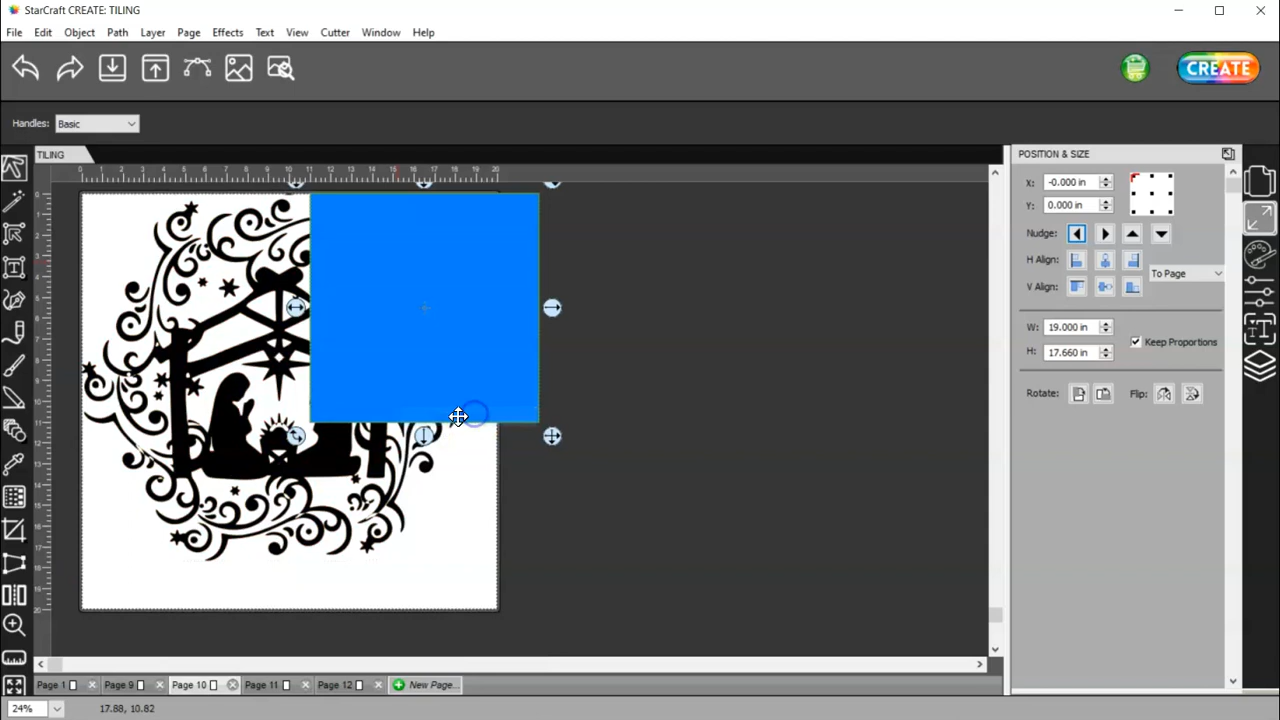 StarCraft CREATE: TILING
File Edit Object Path Layer Page Effects Text View Cutter Window Help
CREATE
Handles: Basic
TILING
POSITION & SIZE
X: -0.000 in
Y: 0.000 in
Nudge:
H Align:
To Page
V Align:
W: 19.000 in
Keep Proportions
H: 17.660 in
Rotate: Flip:
Page 1 Page 9 Page 10 Page 11 Page 12 New Page...
24% 17.88, 10.82